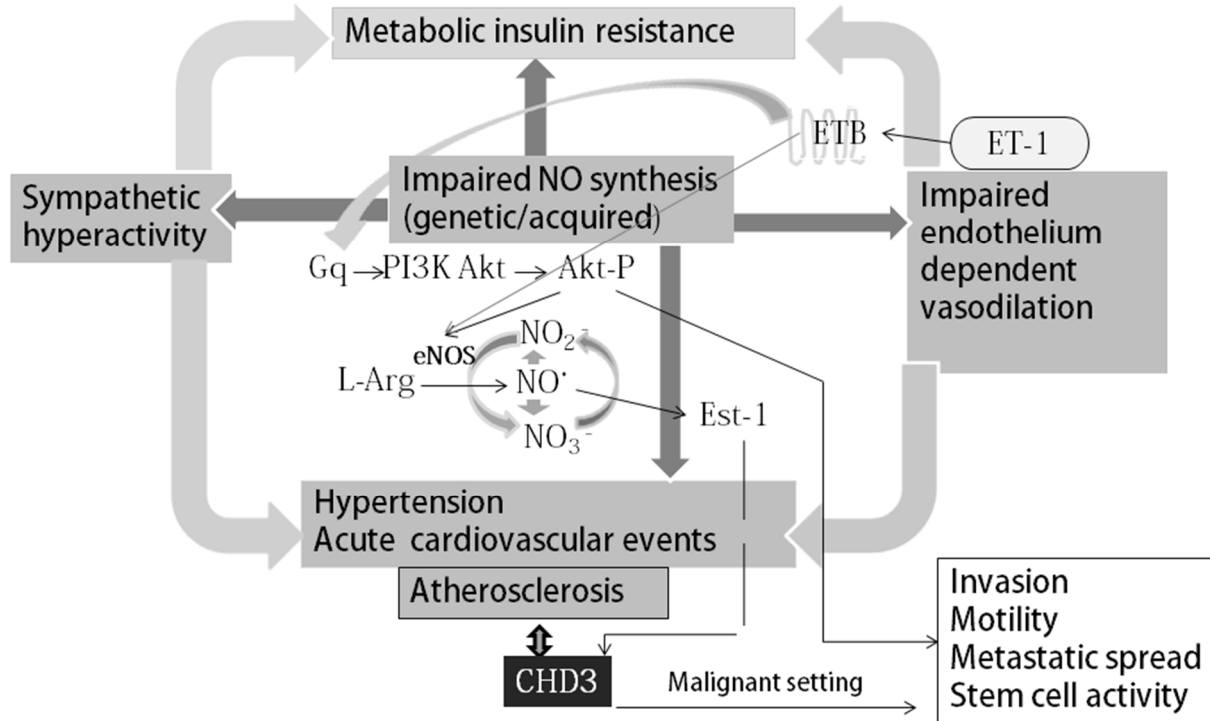 Metabolic insulin resistance
ETB
ET-1
Sympathetic
hyperactivity
Impaired NO synthesis
(genetic/acquired)
Impaired
endothelium
dependent
vasodilation
Gq PI3K Akt Akt-P
eNOS
NO₂⁻
L-Arg NO· Est-1
NO₃⁻
Hypertension
Acute cardiovascular events
Atherosclerosis
CHD3
Malignant setting
Invasion
Motility
Metastatic spread
Stem cell activity